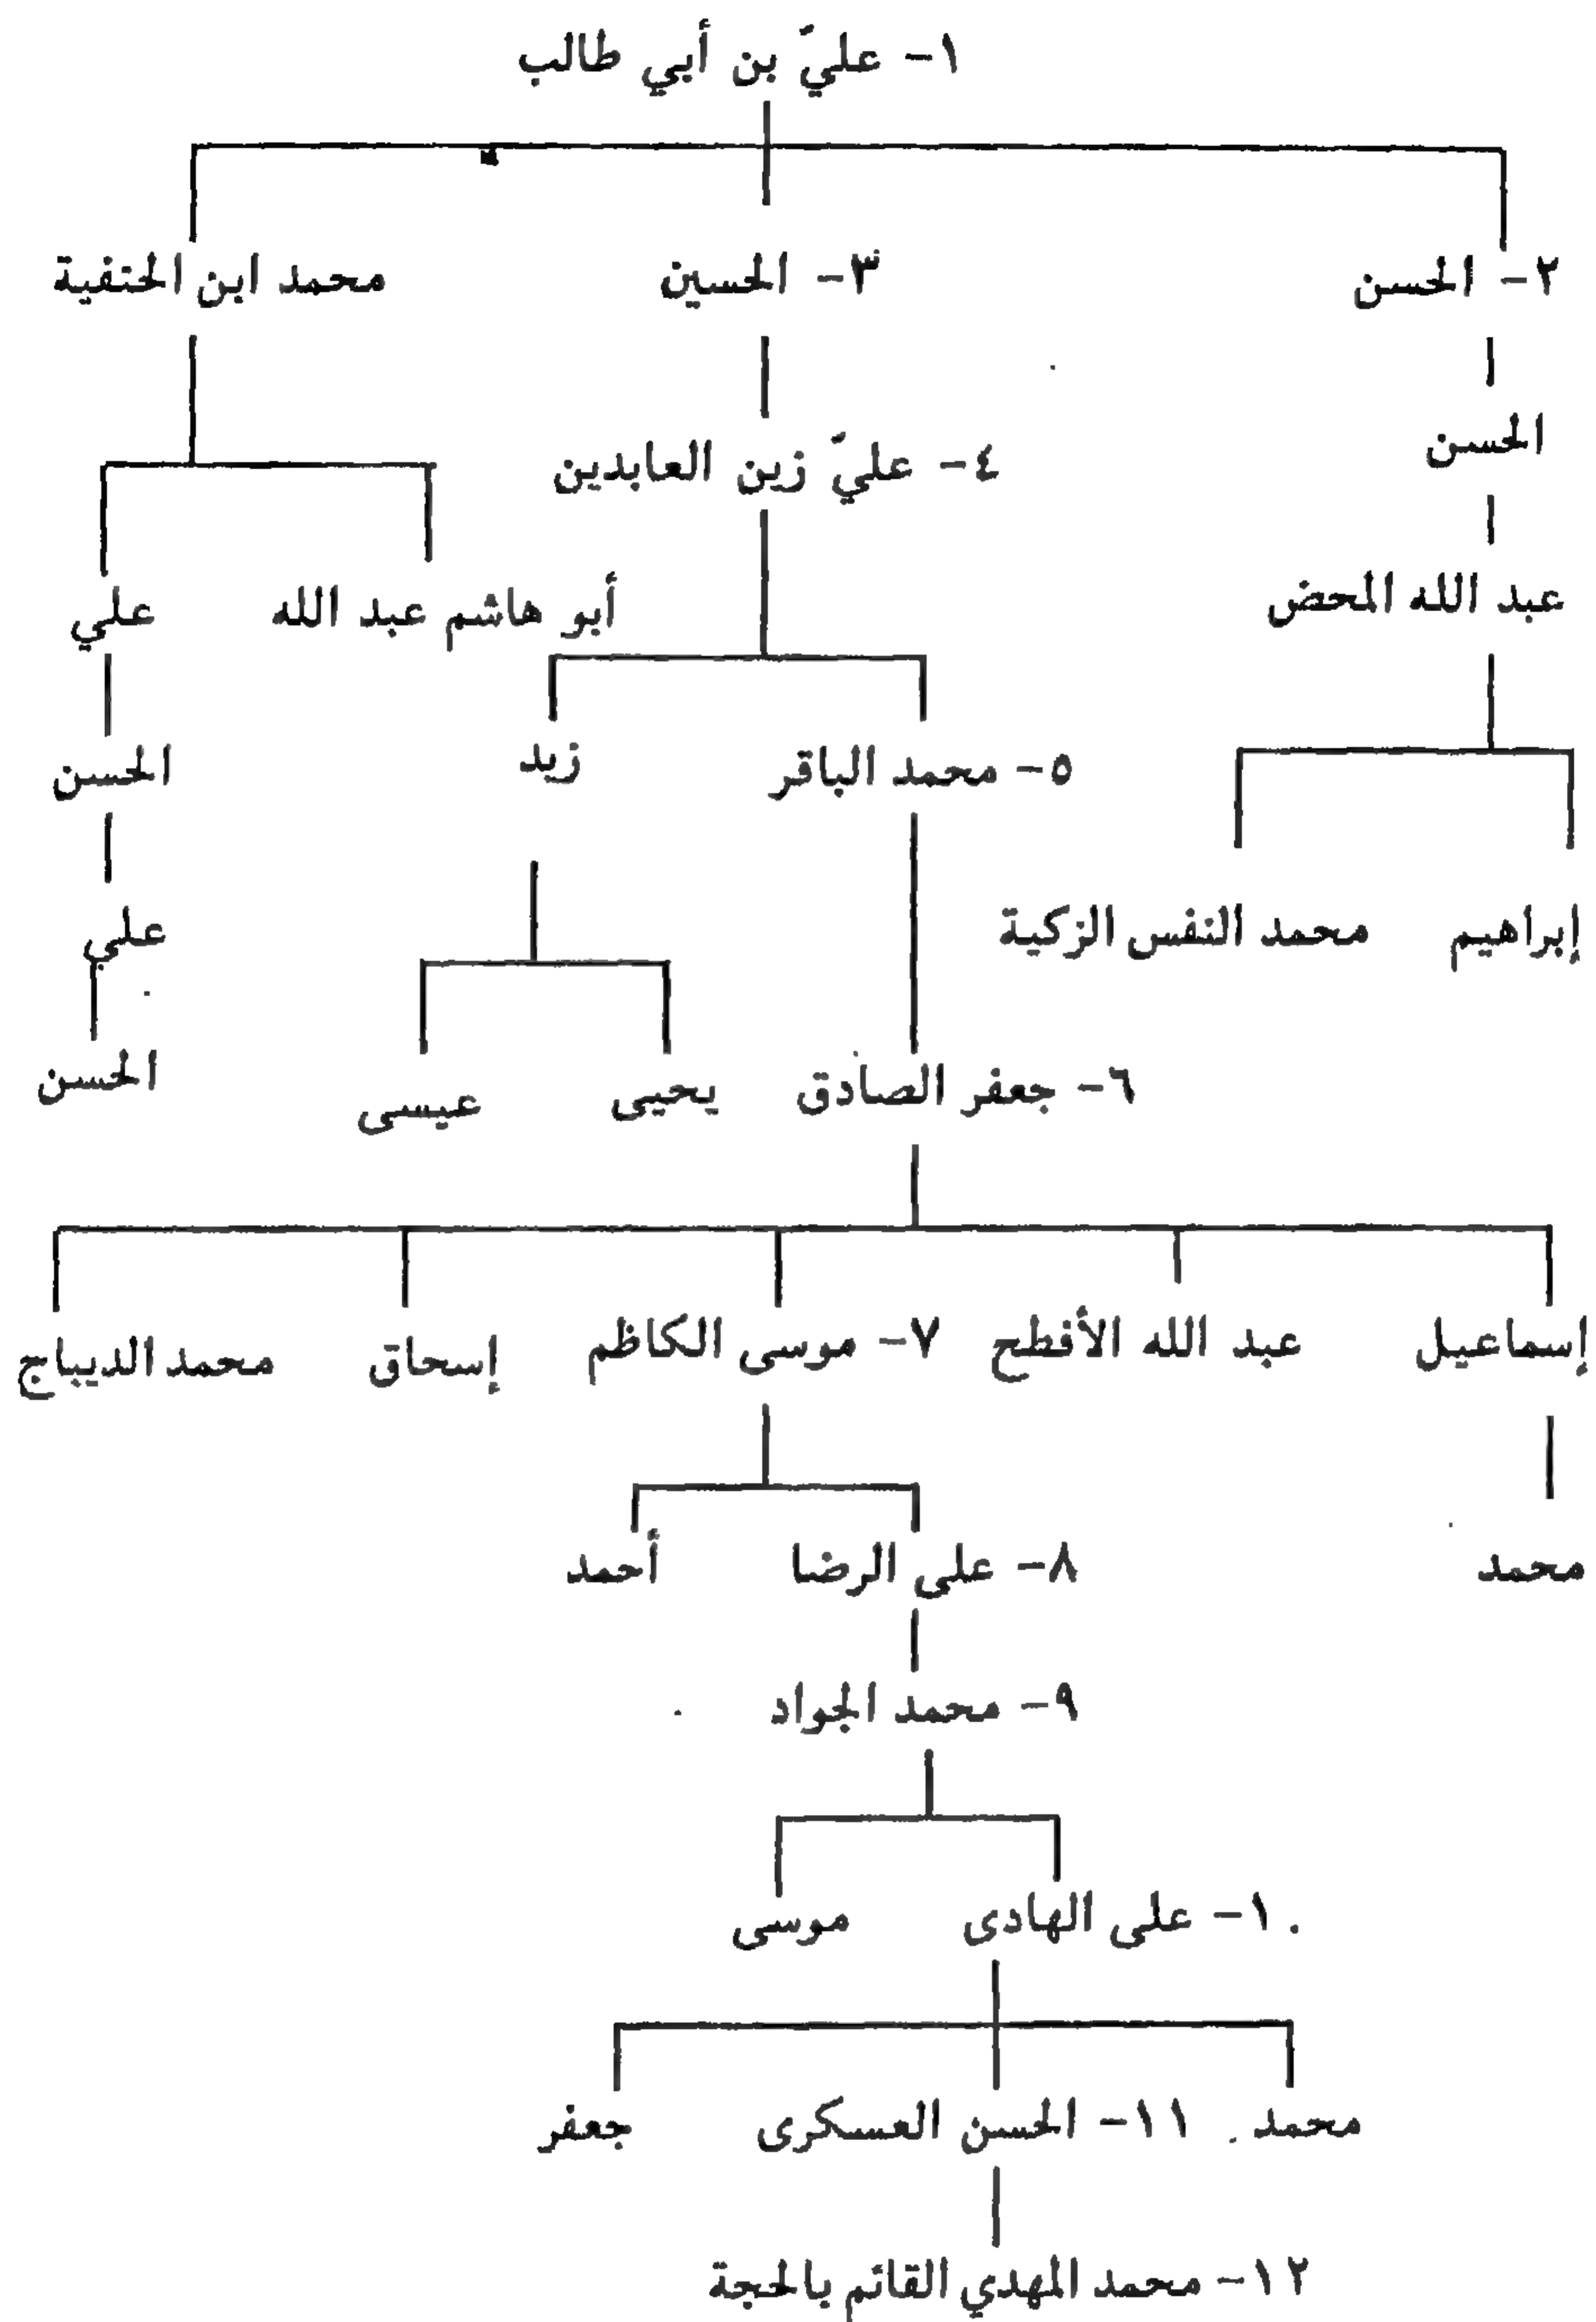 ١- عليّ بن أبي طالب
٢- الحسن
٣- الحسين
محمد ابن الحنفية
الحسن
٤- عليّ زين العابدين
عبد الله المحض
أبو هاشم عبد الله
علي
٥- محمد الباقر
زيد
الحسن
إبراهيم
محمد النفس الزكية
علي
٦- جعفر الصادق
يحيى
عيسى
الحسن
إسماعيل
عبد الله الأفطح
٧- موسى الكاظم
إسحاق
محمد الديباج
محمد
٨- على الرضا
أحمد
٩- محمد الجواد
١٠- على الهادى
موسى
محمد
١١- الحسن العسكرى
جعفر
١٢- محمد المهدي القائم بالحجة